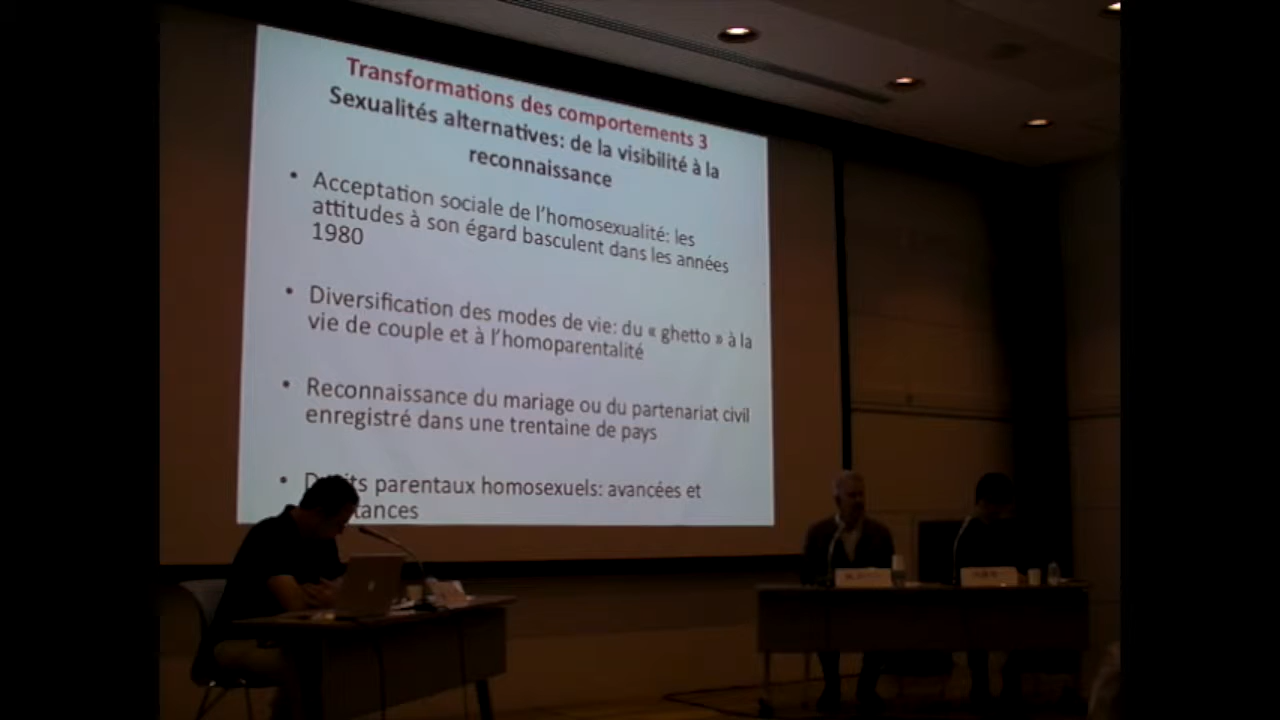 Transformations des comportements 3
Sexualités alternatives: de la visibilité à la
reconnaissance
• Acceptation sociale de l'homosexualité: les
attitudes à son égard basculent dans les années
1980
• Diversification des modes de vie: du « ghetto » à la
vie de couple et à l'homoparentalité
• Reconnaissance du mariage ou du partenariat civil
enregistré dans une trentaine de pays
• parentaux homosexuels: avancées et